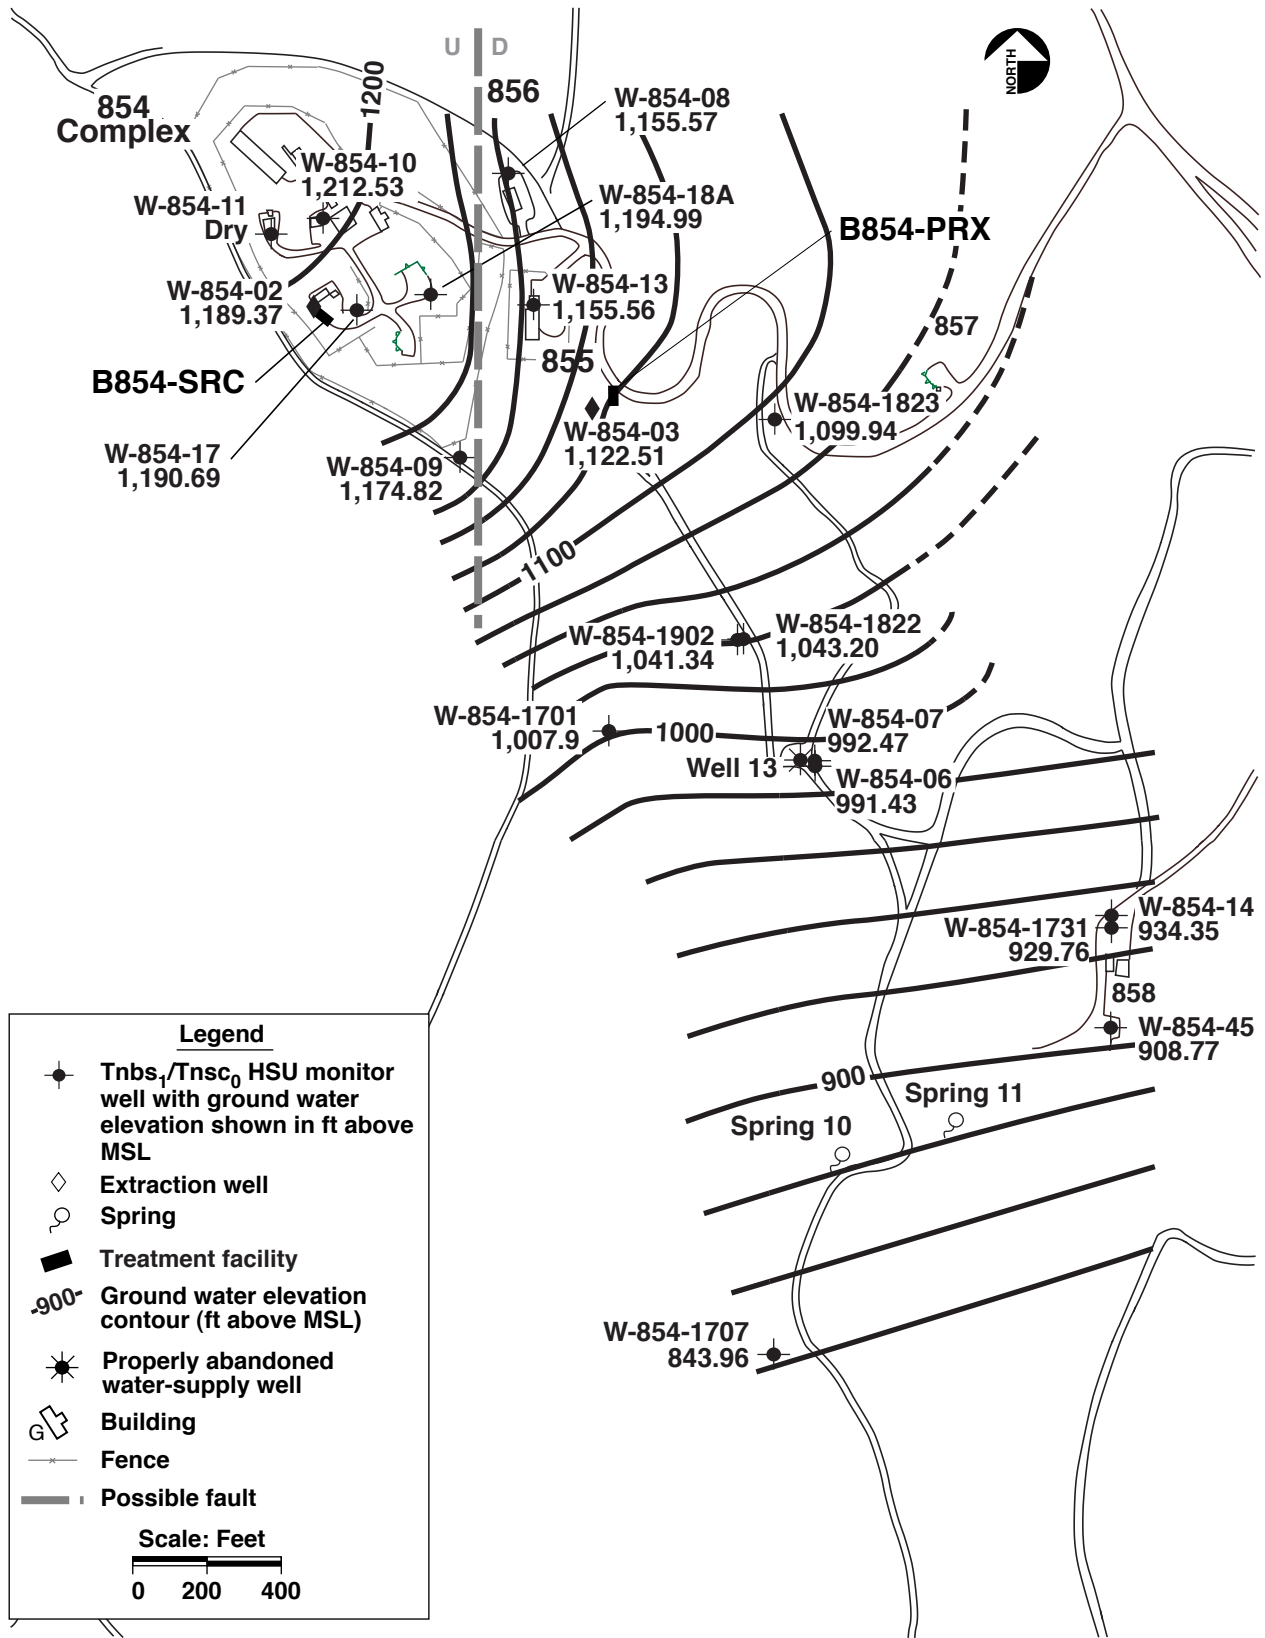 U D
NORTH
1200
856
854
Complex
W-854-08
1,155.57
W-854-10
1,212.53
W-854-18A
1,194.99
W-854-11
Dry
B854-PRX
W-854-02
1,189.37
W-854-13
1,155.56
857
855
B854-SRC
W-854-1823
1,099.94
W-854-03
1,122.51
W-854-17
1,190.69
W-854-09
1,174.82
1100
W-854-1902
1,041.34
W-854-1822
1,043.20
W-854-1701
1,007.9
1000
W-854-07
992.47
Well 13
W-854-06
991.43
W-854-14
934.35
W-854-1731
929.76
858
W-854-45
908.77
900
Spring 11
Spring 10
W-854-1707
843.96
Legend
Tnbs1/Tnsc0 HSU monitor
well with ground water
elevation shown in ft above
MSL
Extraction well
Spring
Treatment facility
-900- Ground water elevation
contour (ft above MSL)
Properly abandoned
water-supply well
G Building
Fence
Possible fault
Scale: Feet
0 200 400